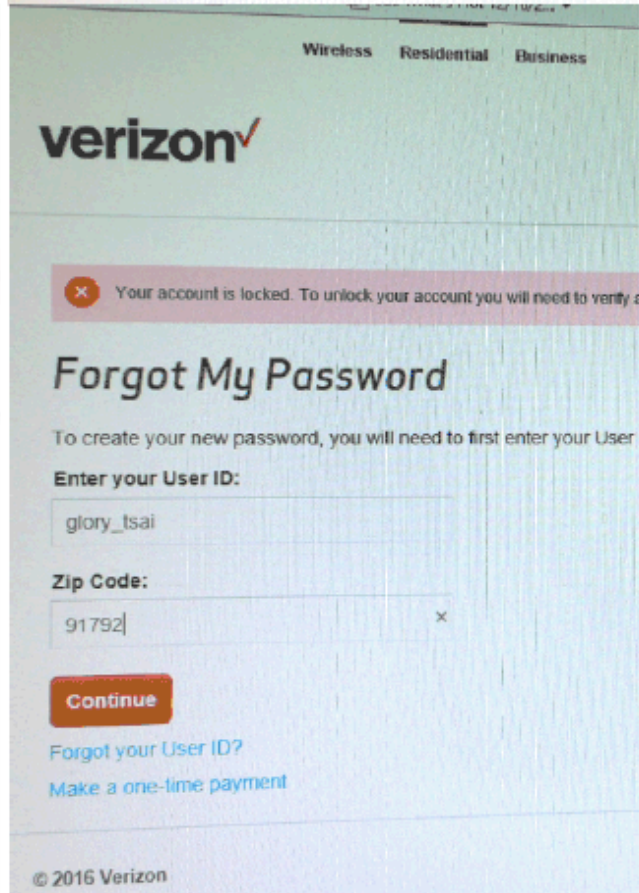 Wireless Residential Business
verizon
Your account is locked. To unlock your account you will need to verify a
Forgot My Password
To create your new password, you will need to first enter your User
Enter your User ID:
glory_tsai
Zip Code:
91792
Continue
Forgot your User ID?
Make a one-time payment
© 2016 Verizon